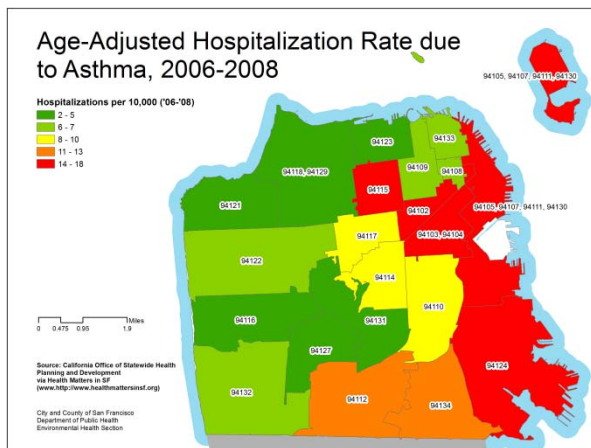 Age-Adjusted Hospitalization Rate due
to Asthma, 2006-2008
Hospitalizations per 10,000 ('06-'08)
2 - 5
6 - 7
8 - 10
11 - 13
14 - 18
94105, 94107, 94111, 94130
94123
94133
94109
94118, 94129
94108
94115
94121
94102
94105, 94107, 94111, 94130
94103, 94104
94117
94122
94114
94110
94116
94131
94127
94124
94132
94112
94134
Miles
0 0.475 0.95 1.9
Source: California Office of Statewide Health
Planning and Development
via Health Matters in SF
(www.http://www.healthmattersinsf.org)
City and County of San Francisco
Department of Public Health
Environmental Health Section